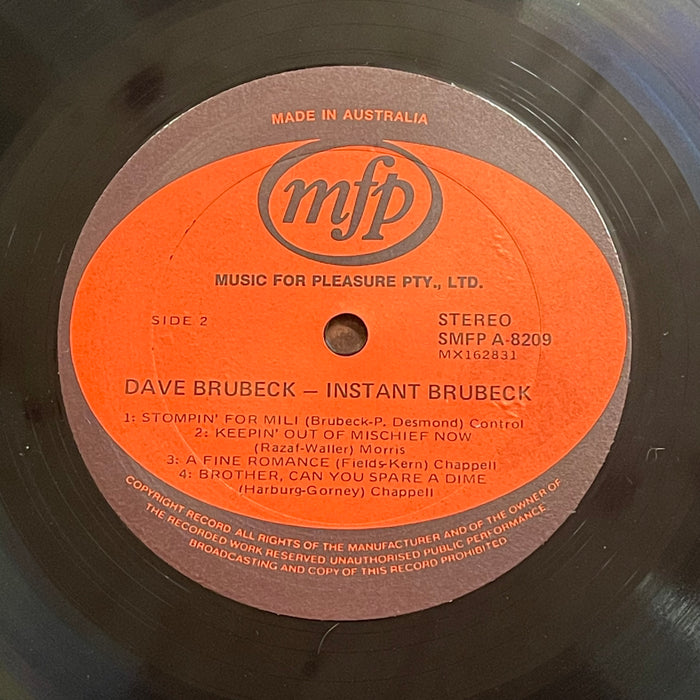 MADE IN AUSTRALIA
mfp
MUSIC FOR PLEASURE PTY., LTD.
SIDE 2
STEREO
SMFP A-8209
MX162831
DAVE BRUBECK — INSTANT BRUBECK
1: STOMPIN' FOR MILI (Brubeck-P. Desmond) Control
2: KEEPIN' OUT OF MISCHIEF NOW
(Razaf-Waller) Morris
3: A FINE ROMANCE (Fields-Kern) Chappell
4: BROTHER, CAN YOU SPARE A DIME
(Harburg-Gorney) Chappell
COPYRIGHT RECORD ALL RIGHTS OF THE MANUFACTURER AND OF THE OWNER OF
THE RECORDED WORK RESERVED UNAUTHORISED PUBLIC PERFORMANCE
BROADCASTING AND COPY OF THIS RECORD PROHIBITED